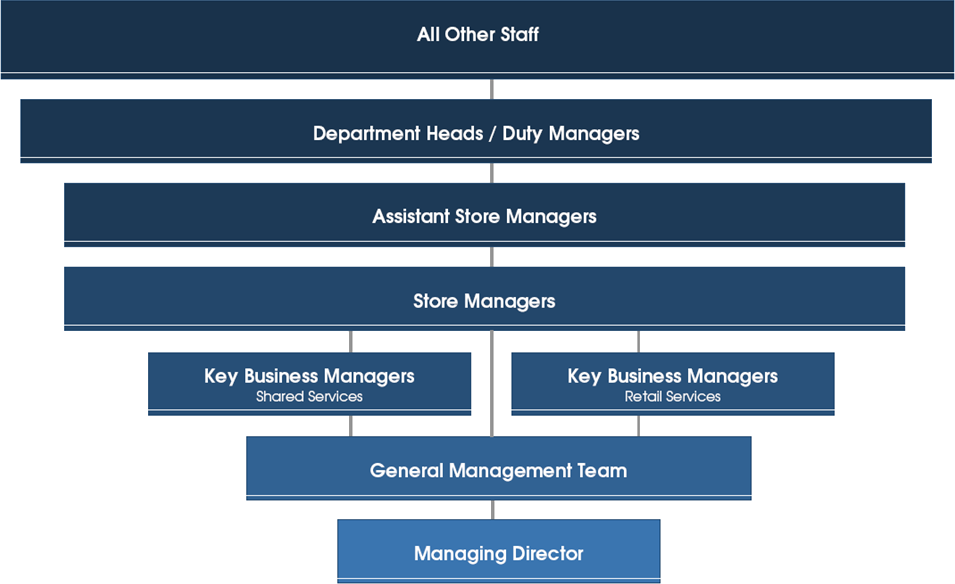 All Other Staff
Department Heads / Duty Managers
Assistant Store Managers
Store Managers
Key Business Managers
Shared Services
Key Business Managers
Retail Services
General Management Team
Managing Director